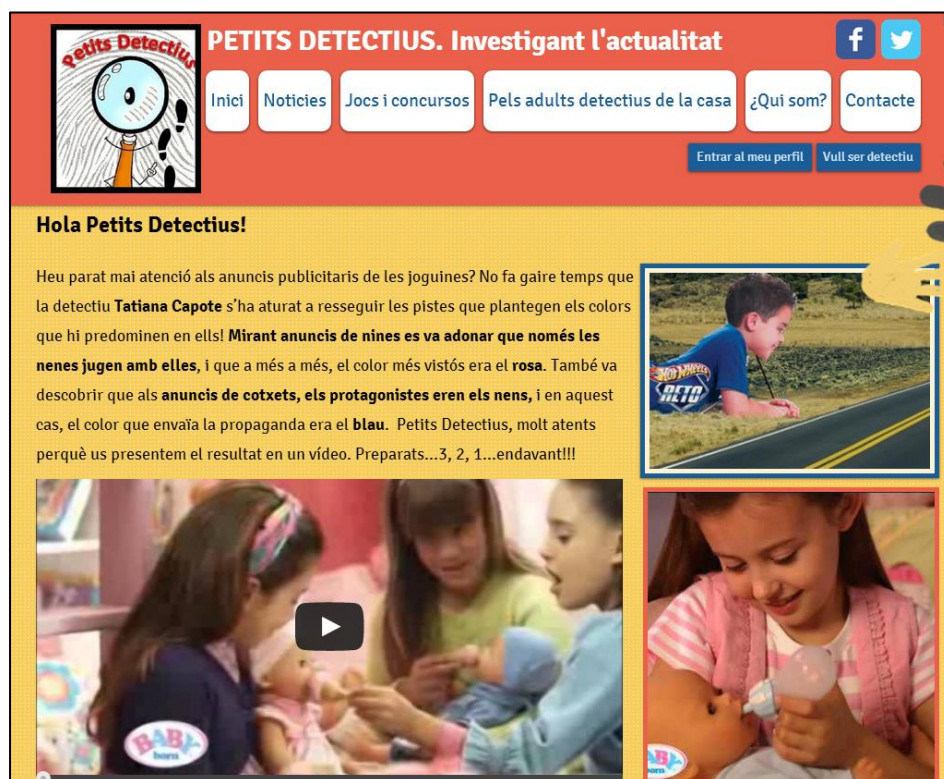 Petits Detectius
PETITS DETECTIUS. Investigant l'actualitat
Inici
Noticies
Jocs i concursos
Pels adults detectius de la casa
¿Qui som?
Contacte
Entrar al meu perfil
Vull ser detectiu
Hola Petits Detectius!
Heu parat mai atenció als anuncis publicitaris de les joguines? No fa gaire temps que
la detectiu Tatiana Capote s'ha aturat a resseguir les pistes que plantegen els colors
que hi predominen en ells! Mirant anuncis de nines es va adonar que només les
nenes jugen amb elles, i que a més a més, el color més vistós era el rosa. També va
descobrir que als anuncis de cotxets, els protagonistes eren els nens, i en aquest
cas, el color que envaïa la propaganda era el blau. Petits Detectius, molt atents
perquè us presentem el resultat en un vídeo. Preparats...3, 2, 1...endavant!!!
Hot Wheels
RETO
BABY
born
BABY
born